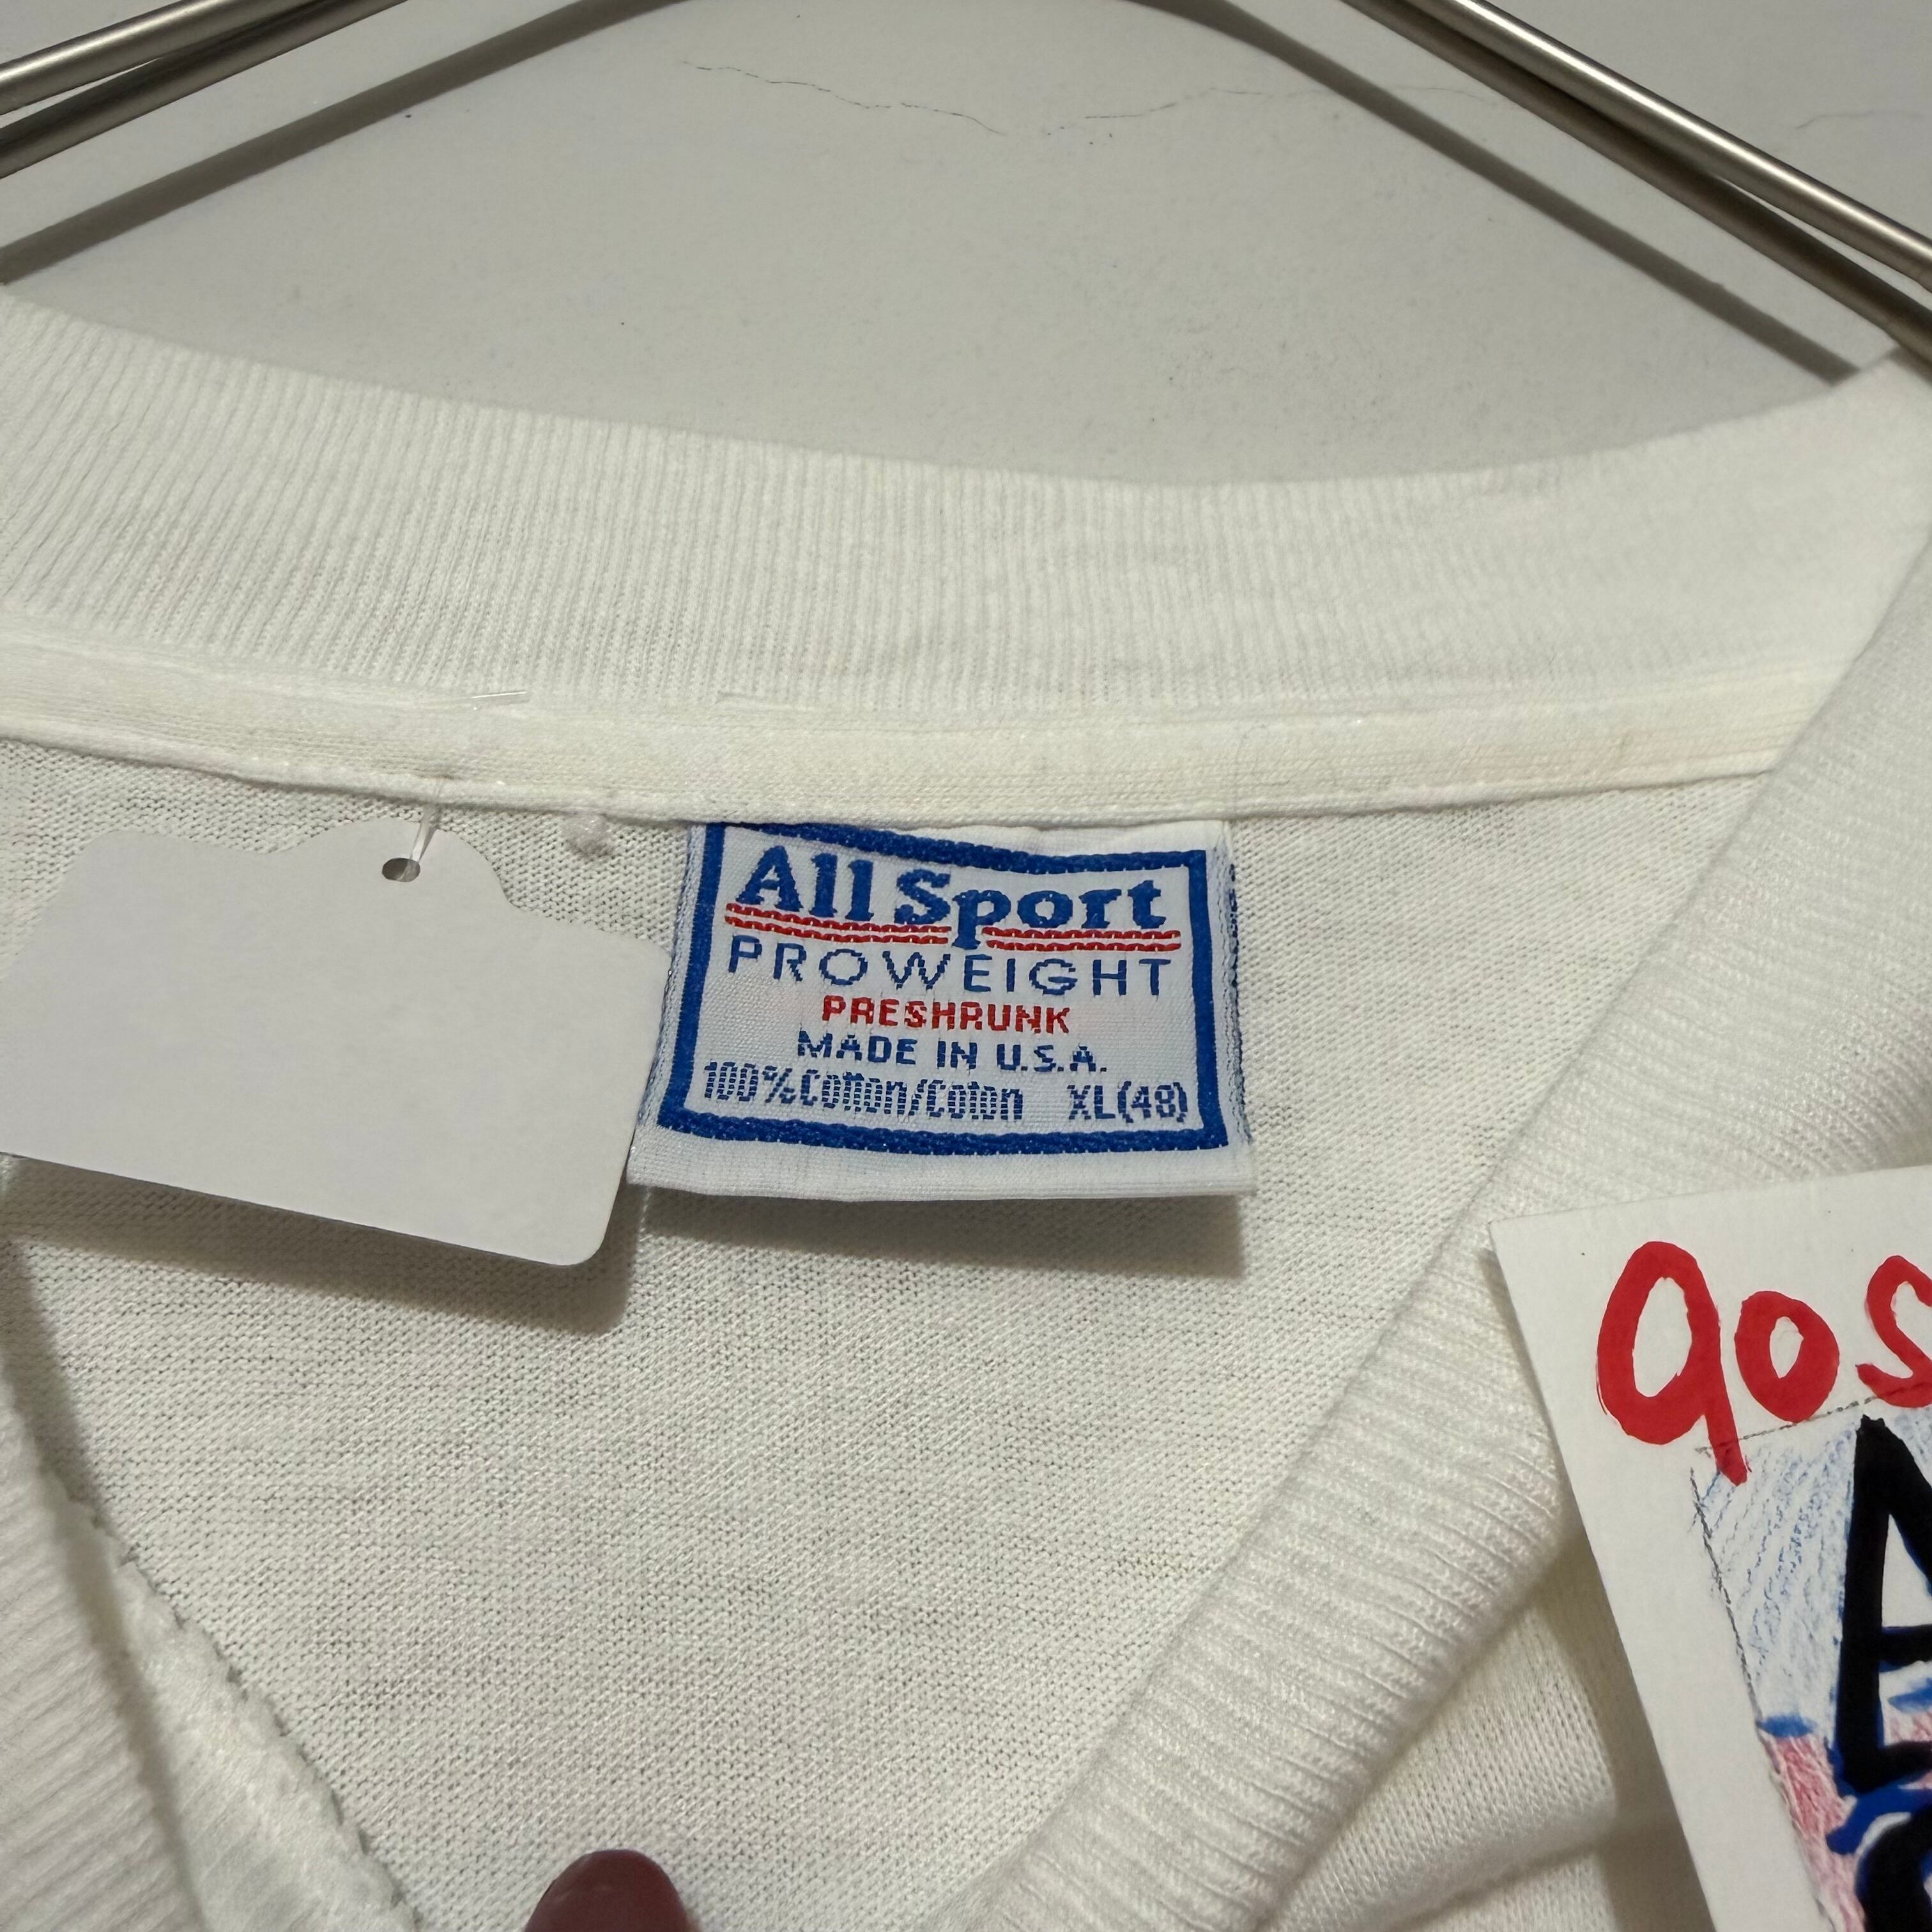 All Sport
PROWEIGHT
PRESHRUNK
MADE IN U.S.A.
100%Cotton/Coton XL(48)
90s